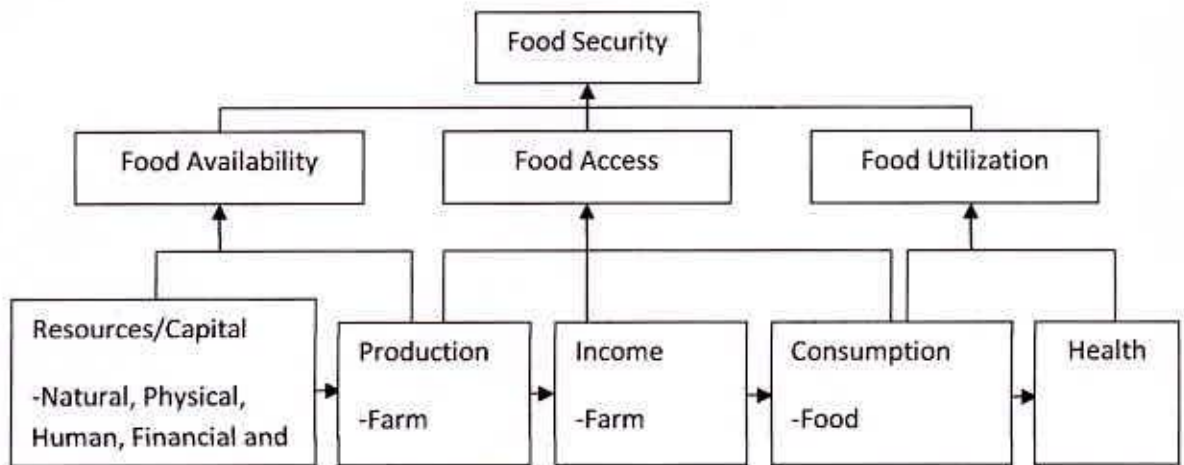 Food Security
Food Availability
Food Access
Food Utilization
Resources/Capital
-Natural, Physical,
Human, Financial and
Production
-Farm
Income
-Farm
Consumption
-Food
Health